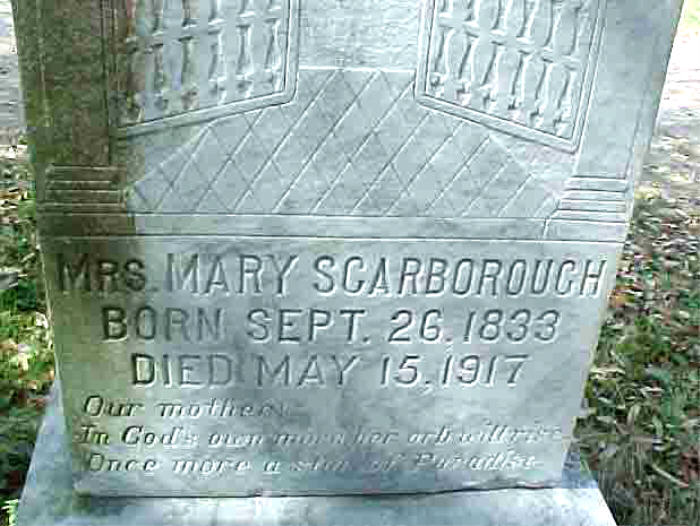 MRS. MARY SCARBOROUGH
BORN SEPT. 26. 1833
DIED MAY 15, 1917
Our mother
In God's own morn her orb will rise
Once more a star of Paradise